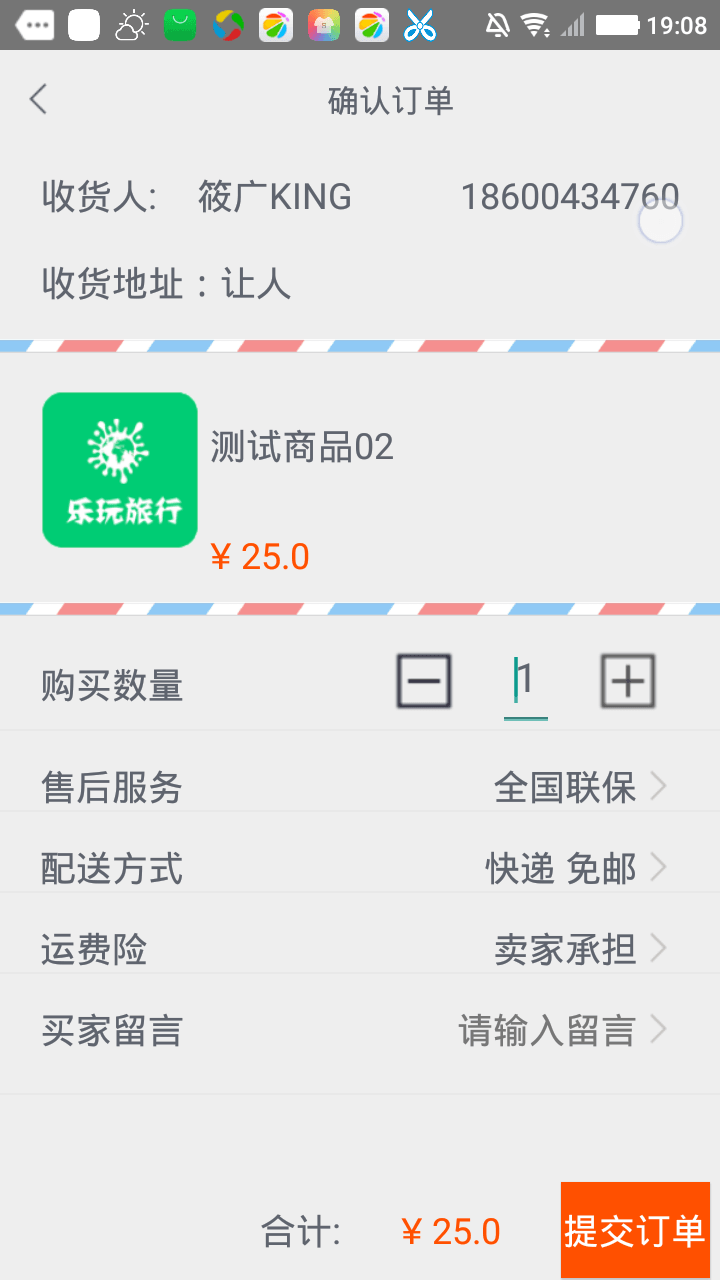 19:08
确认订单
收货人: 筱广KING 18600434760
收货地址：让人
乐玩旅行
测试商品02
¥ 25.0
购买数量 1
售后服务 全国联保
配送方式 快递 免邮
运费险 卖家承担
买家留言 请输入留言
合计: ¥ 25.0 提交订单